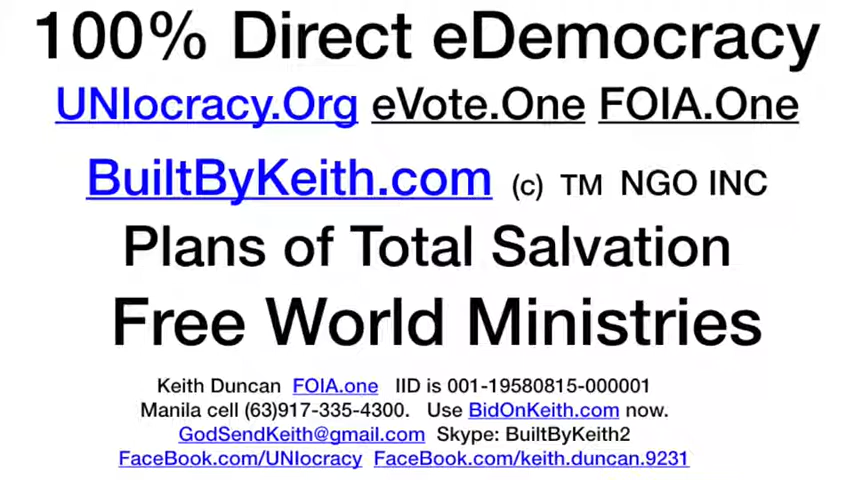 100% Direct eDemocracy
UNIocracy.Org eVote.One FOIA.One
BuiltByKeith.com (c) TM NGO INC
Plans of Total Salvation
Free World Ministries
Keith Duncan FOIA.one IID is 001-19580815-000001
Manila cell (63)917-335-4300. Use BidOnKeith.com now.
GodSendKeith@gmail.com Skype: BuiltByKeith2
FaceBook.com/UNIocracy FaceBook.com/keith.duncan.9231